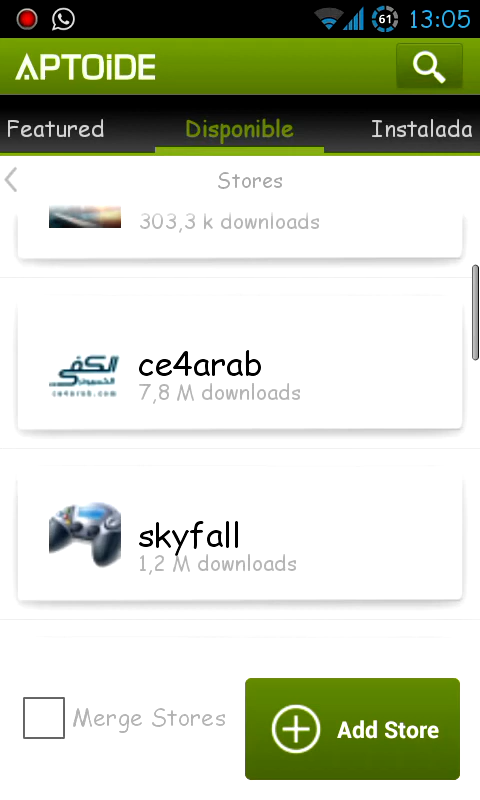 61 13:05
APTOiDE
Featured Disponible Instalada
Stores
303,3 k downloads
ce4arab
7,8 M downloads
ce4arab.com
skyfall
1,2 M downloads
Merge Stores
Add Store